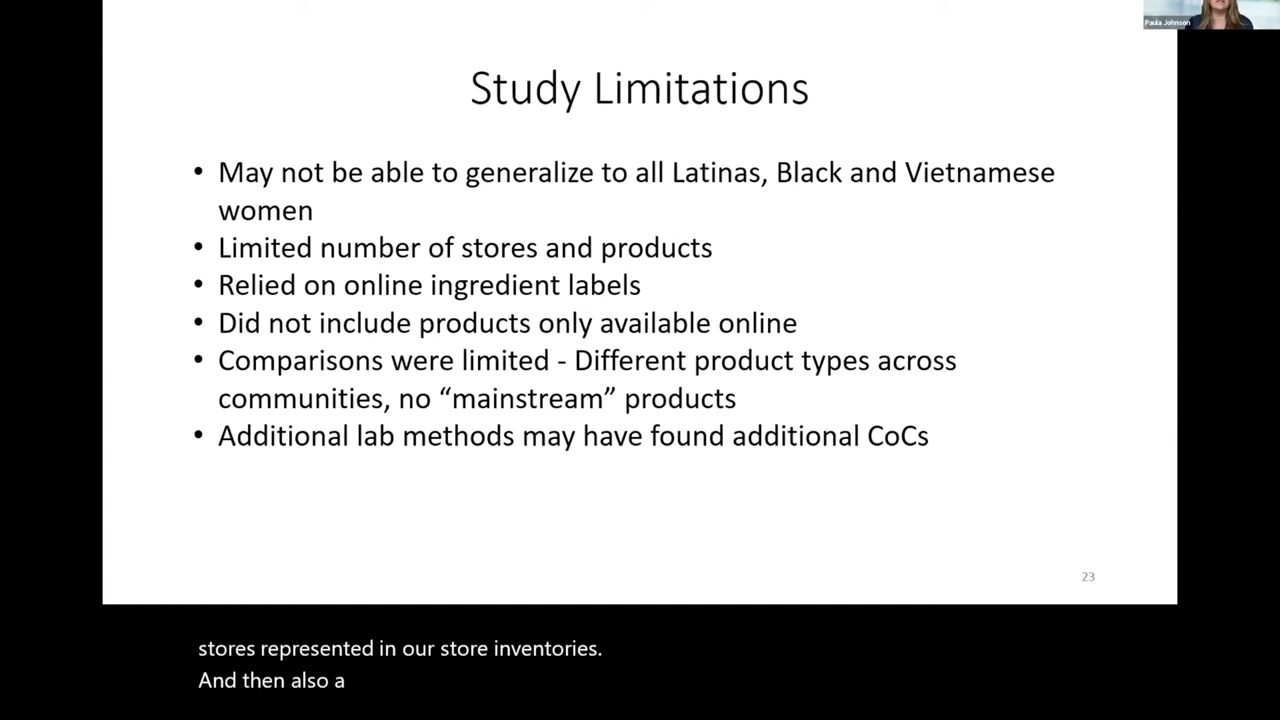 Paula Johnson
Study Limitations
• May not be able to generalize to all Latinas, Black and Vietnamese
women
• Limited number of stores and products
• Relied on online ingredient labels
• Did not include products only available online
• Comparisons were limited - Different product types across
communities, no “mainstream” products
• Additional lab methods may have found additional CoCs
23
stores represented in our store inventories.
And then also a